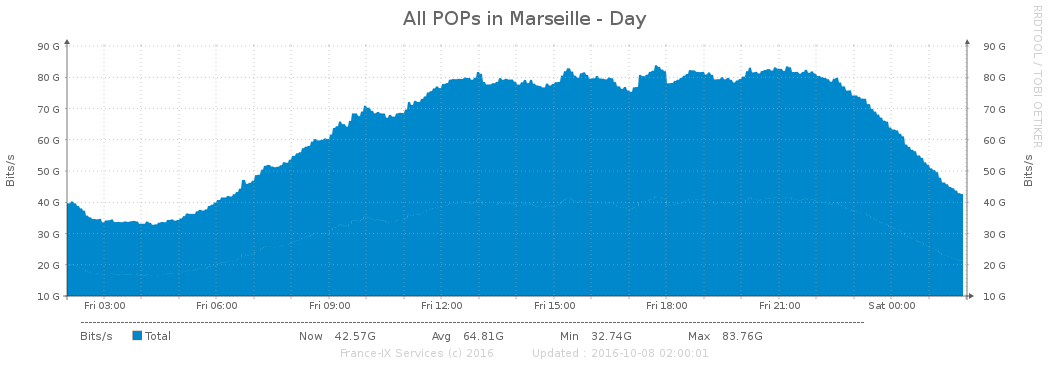 All POPs in Marseille - Day
RRDTOOL / TOBI OETIKER
Bits/s
90 G
80 G
70 G
60 G
50 G
40 G
30 G
20 G
10 G
90 G
80 G
70 G
60 G
50 G
40 G
30 G
20 G
10 G
Bits/s
Fri 03:00 Fri 06:00 Fri 09:00 Fri 12:00 Fri 15:00 Fri 18:00 Fri 21:00 Sat 00:00
Bits/s Total Now 42.57G Avg 64.81G Min 32.74G Max 83.76G
France-IX Services (c) 2016 Updated : 2016-10-08 02:00:01